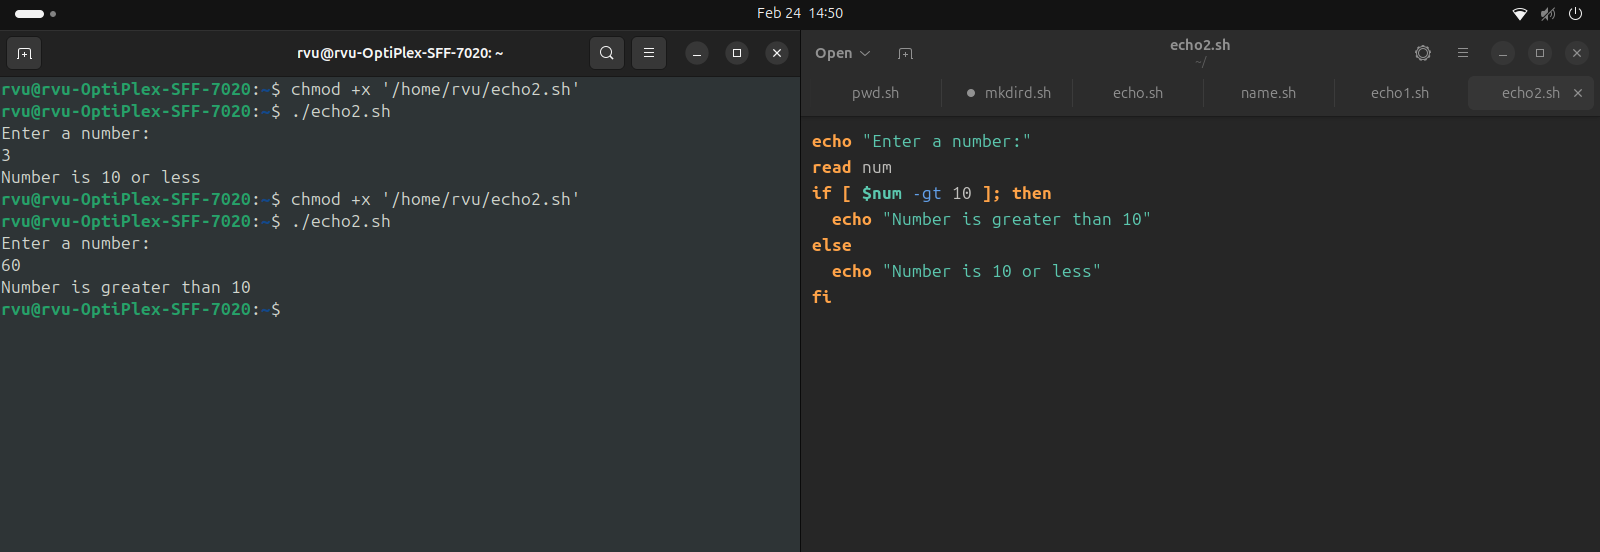 Feb 24 14:50
rvu@rvu-OptiPlex-SFF-7020: ~
rvu@rvu-OptiPlex-SFF-7020:~$ chmod +x '/home/rvu/echo2.sh'
rvu@rvu-OptiPlex-SFF-7020:~$ ./echo2.sh
Enter a number:
3
Number is 10 or less
rvu@rvu-OptiPlex-SFF-7020:~$ chmod +x '/home/rvu/echo2.sh'
rvu@rvu-OptiPlex-SFF-7020:~$ ./echo2.sh
Enter a number:
60
Number is greater than 10
rvu@rvu-OptiPlex-SFF-7020:~$
Open
echo2.sh
~/
pwd.sh mkdird.sh echo.sh name.sh echo1.sh echo2.sh
echo "Enter a number:"
read num
if [ $num -gt 10 ]; then
  echo "Number is greater than 10"
else
  echo "Number is 10 or less"
fi